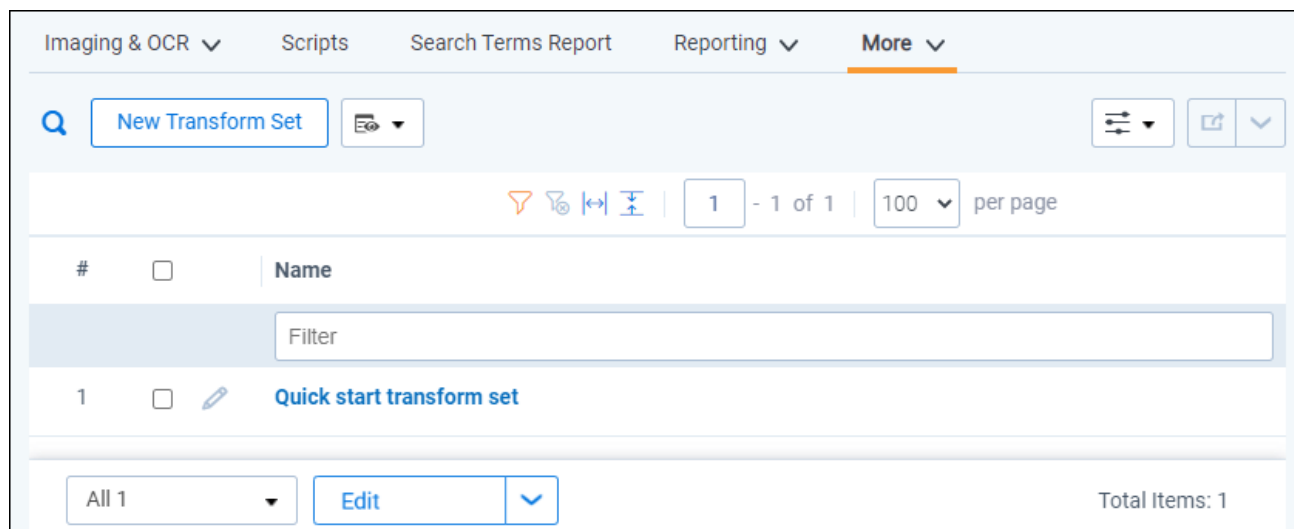 Imaging & OCR Scripts Search Terms Report Reporting More
New Transform Set
1 - 1 of 1 100 per page
# Name
Filter
1 Quick start transform set
All 1 Edit Total Items: 1